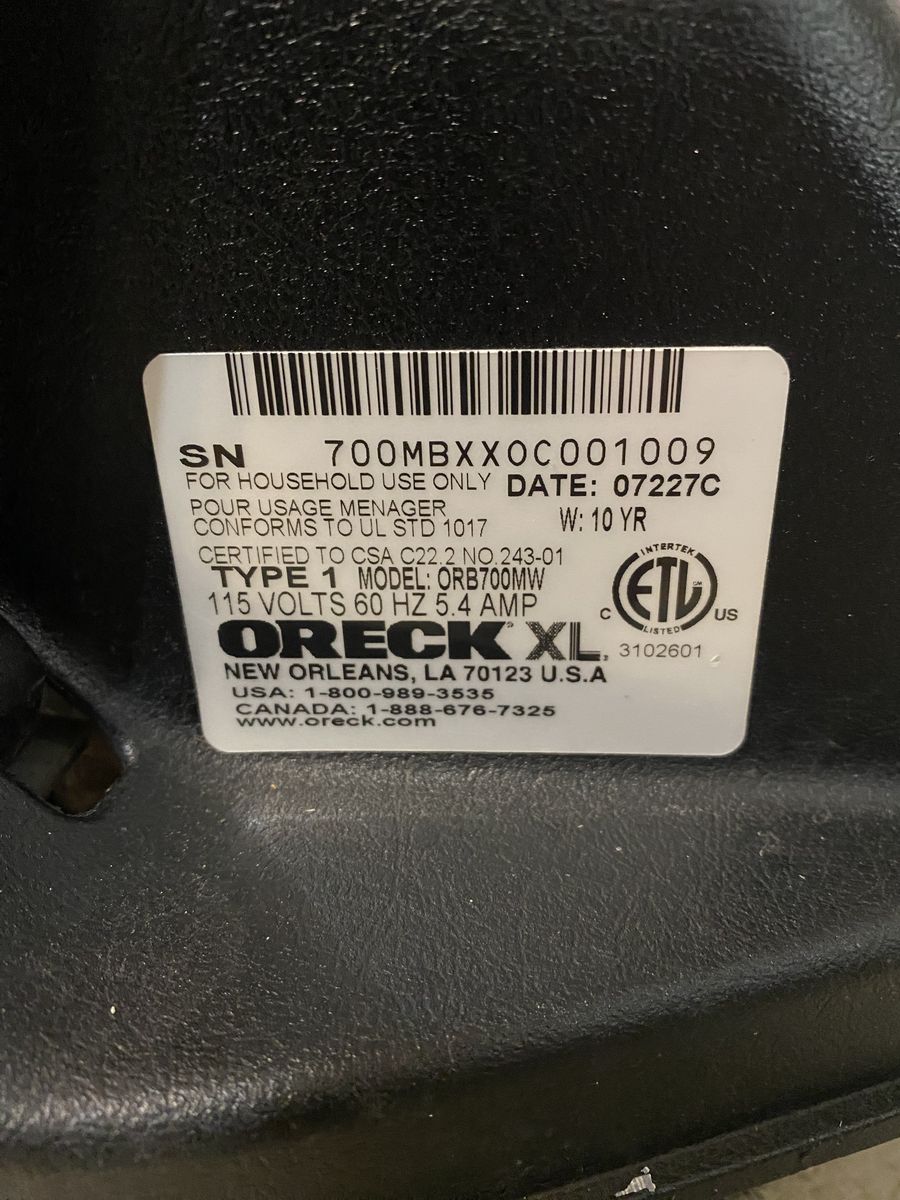 SN 700MBXX0C001009
FOR HOUSEHOLD USE ONLY DATE: 07227C
POUR USAGE MENAGER
CONFORMS TO UL STD 1017 W: 10 YR
CERTIFIED TO CSA C22.2 NO.243-01
TYPE 1 MODEL: ORB700MW
115 VOLTS 60 HZ 5.4 AMP
INTERTEK
C ETL CM US
LISTED
ORECK® XL. 3102601
NEW ORLEANS, LA 70123 U.S.A
USA: 1-800-989-3535
CANADA: 1-888-676-7325
www.oreck.com